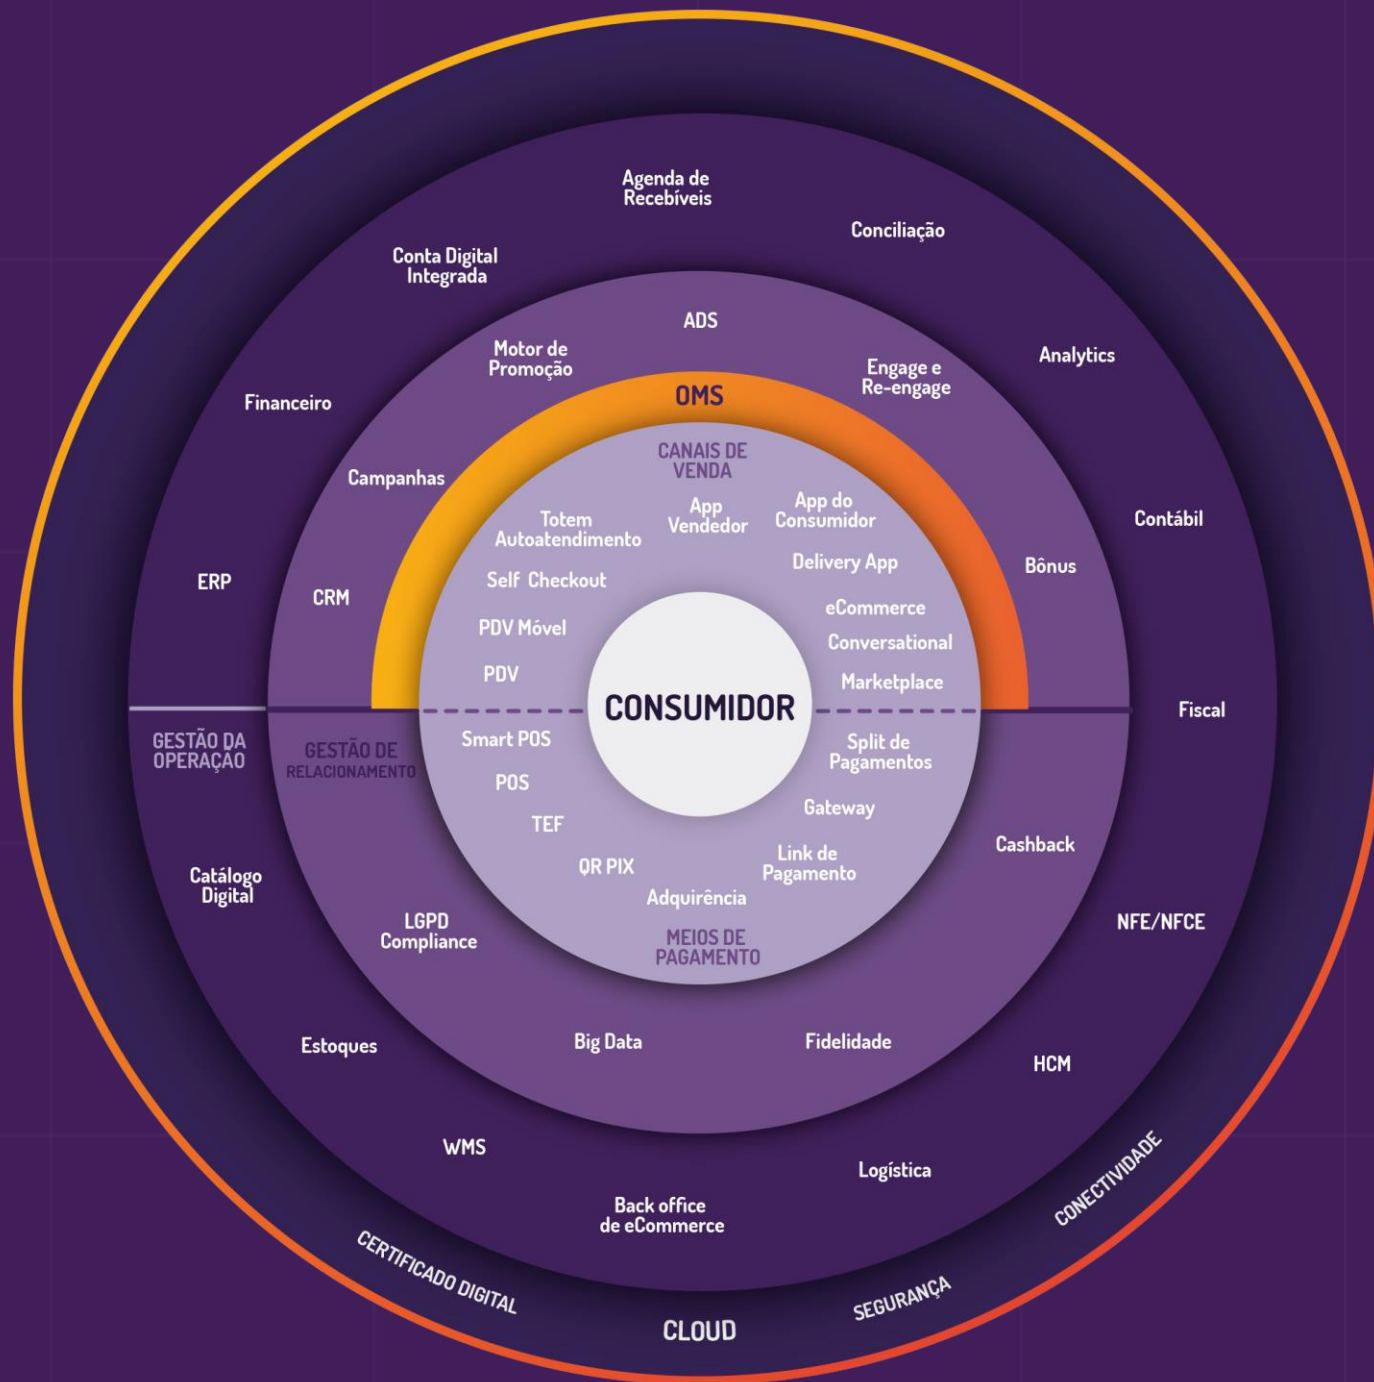 Agenda de
Recebíveis
Conciliação
Conta Digital
Integrada
Analytics
Financeiro
Contábil
ERP
Fiscal
GESTÃO DA
OPERAÇÃO
Catálogo
Digital
NFE/NFCE
Estoques
HCM
WMS
Logística
Back office
de eCommerce
ADS
Motor de
Promoção
Engage e
Re-engage
Campanhas
Bônus
CRM
GESTÃO DE
RELACIONAMENTO
Cashback
LGPD
Compliance
Big Data
Fidelidade
OMS
CANAIS DE
VENDA
App
Vendedor
App do
Consumidor
Totem
Autoatendimento
Delivery App
Self Checkout
eCommerce
PDV Móvel
Conversational
PDV
Marketplace
CONSUMIDOR
Smart POS
Split de
Pagamentos
POS
Gateway
TEF
Link de
Pagamento
QR PIX
Adquirência
MEIOS DE
PAGAMENTO
CERTIFICADO DIGITAL
CLOUD
SEGURANÇA
CONECTIVIDADE